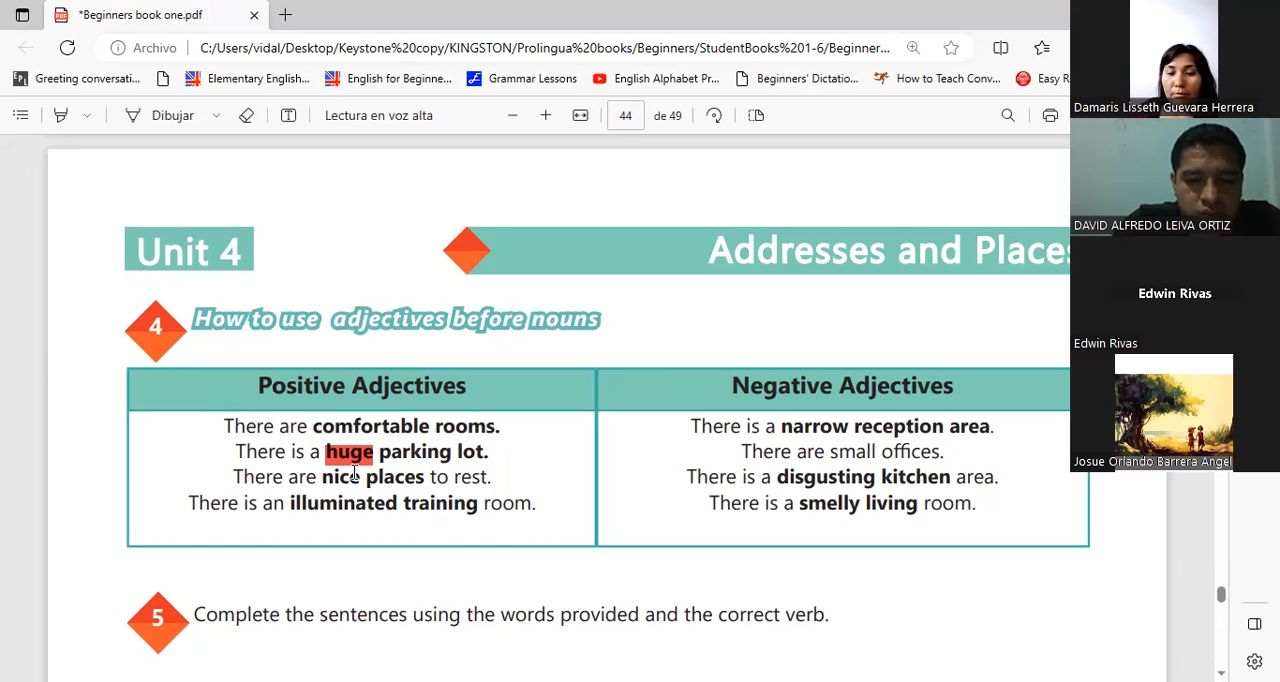 *Beginners book one.pdf
Archivo
C:/Users/vidal/Desktop/Keystone%20copy/KINGSTON/Prolingua%20books/Beginners/StudentBooks%201-6/Beginner...
Greeting conversati...
Elementary English...
English for Beginne...
Grammar Lessons
English Alphabet Pr...
Beginners' Dictatio...
How to Teach Conv...
Easy R
Dibujar
Lectura en voz alta
44
de 49
Damaris Lisseth Guevara Herrera
DAVID ALFREDO LEIVA ORTIZ
Edwin Rivas
Edwin Rivas
Josue Orlando Barrera Angel
Unit 4
Addresses and Places
4
How to use adjectives before nouns
Positive Adjectives
There are comfortable rooms.
There is a huge parking lot.
There are nice places to rest.
There is an illuminated training room.
Negative Adjectives
There is a narrow reception area.
There are small offices.
There is a disgusting kitchen area.
There is a smelly living room.
5
Complete the sentences using the words provided and the correct verb.